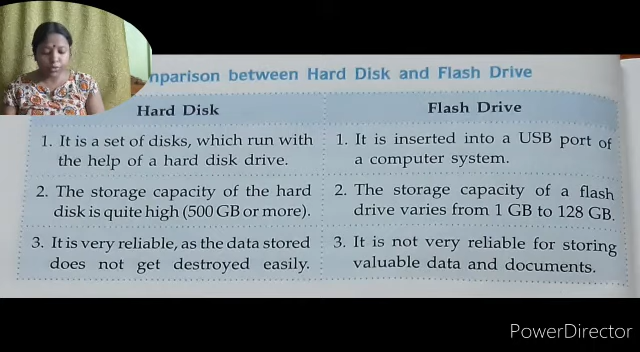 nparison between Hard Disk and Flash Drive
Hard Disk
Flash Drive
1. It is a set of disks, which run with
the help of a hard disk drive.
1. It is inserted into a USB port of
a computer system.
2. The storage capacity of the hard
disk is quite high (500 GB or more).
2. The storage capacity of a flash
drive varies from 1 GB to 128 GB.
3. It is very reliable, as the data stored
does not get destroyed easily.
3. It is not very reliable for storing
valuable data and documents.
PowerDirector